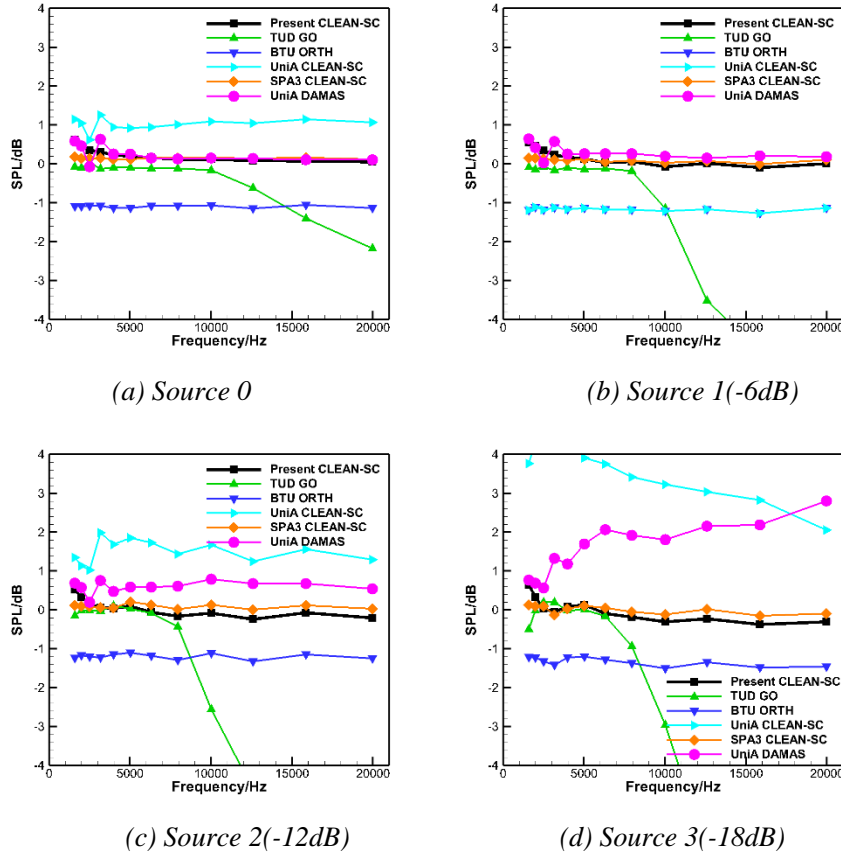 Present CLEAN-SC
TUD GO
BTU ORTH
UniA CLEAN-SC
SPA3 CLEAN-SC
UniA DAMAS
SPL/dB
4
3
2
1
0
-1
-2
-3
-4
5000 10000 15000 20000
Frequency/Hz
(a) Source 0
Present CLEAN-SC
TUD GO
BTU ORTH
UniA CLEAN-SC
SPA3 CLEAN-SC
UniA DAMAS
SPL/dB
4
3
2
1
0
-1
-2
-3
-4
5000 10000 15000 20000
Frequency/Hz
(b) Source 1(-6dB)
Present CLEAN-SC
TUD GO
BTU ORTH
UniA CLEAN-SC
SPA3 CLEAN-SC
UniA DAMAS
SPL/dB
4
3
2
1
0
-1
-2
-3
-4
5000 10000 15000 20000
Frequency/Hz
(c) Source 2(-12dB)
SPL/dB
4
3
2
1
0
-1
-2
-3
-4
Present CLEAN-SC
TUD GO
BTU ORTH
UniA CLEAN-SC
SPA3 CLEAN-SC
UniA DAMAS
5000 10000 15000 20000
Frequency/Hz
(d) Source 3(-18dB)